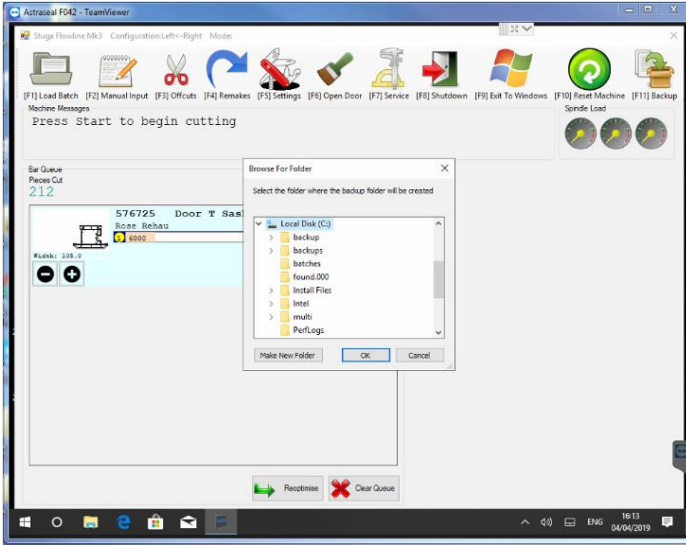 Astraseal F042 - TeamViewer
Stuga Flowline Mk3 Configuration:Left<-Right Mode:
[F1] Load Batch [F2] Manual Input [F3] Offcuts [F4] Remakes [F5] Settings [F6] Open Door [F7] Service [F8] Shutdown [F9] Exit To Windows [F10] Reset Machine [F11] Backup
Machine Messages
Spindle Load
Press Start to begin cutting
Bar Queue
Pieces Cut
212
576725 Door T Sas
Rose Rehau
6000
Width: 105.0
Browse For Folder
Select the folder where the backup folder will be created
Local Disk (C:)
backup
backups
batches
found.000
Install Files
Intel
multi
PerfLogs
Make New Folder OK Cancel
Reoptimise Clear Queue
ENG
16:13
04/04/2019